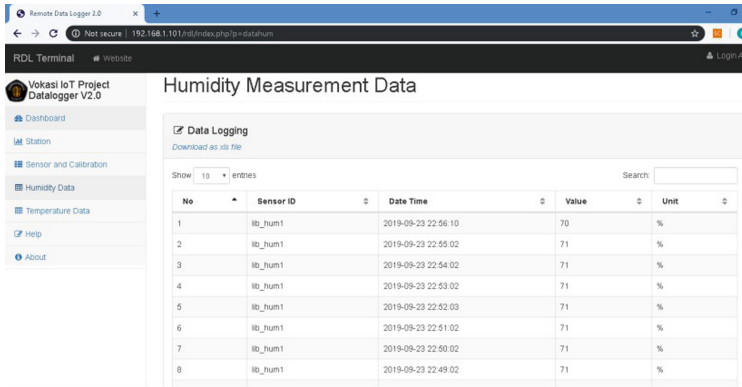 Remote Data Logger 2.0
Not secure | 192.168.1.101/rdl/index.php?p=datahum
RDL Terminal Website Login A
Vokasi IoT Project
Datalogger V2.0
Dashboard
Station
Sensor and Calibration
Humidity Data
Temperature Data
Help
About
Humidity Measurement Data
Data Logging
Download as xls file
Show 10 entries Search:
No Sensor ID Date Time Value Unit
1 lib_hum1 2019-09-23 22:56:10 70 %
2 lib_hum1 2019-09-23 22:55:02 71 %
3 lib_hum1 2019-09-23 22:54:02 71 %
4 lib_hum1 2019-09-23 22:53:02 71 %
5 lib_hum1 2019-09-23 22:52:03 71 %
6 lib_hum1 2019-09-23 22:51:02 71 %
7 lib_hum1 2019-09-23 22:50:02 71 %
8 lib_hum1 2019-09-23 22:49:02 71 %